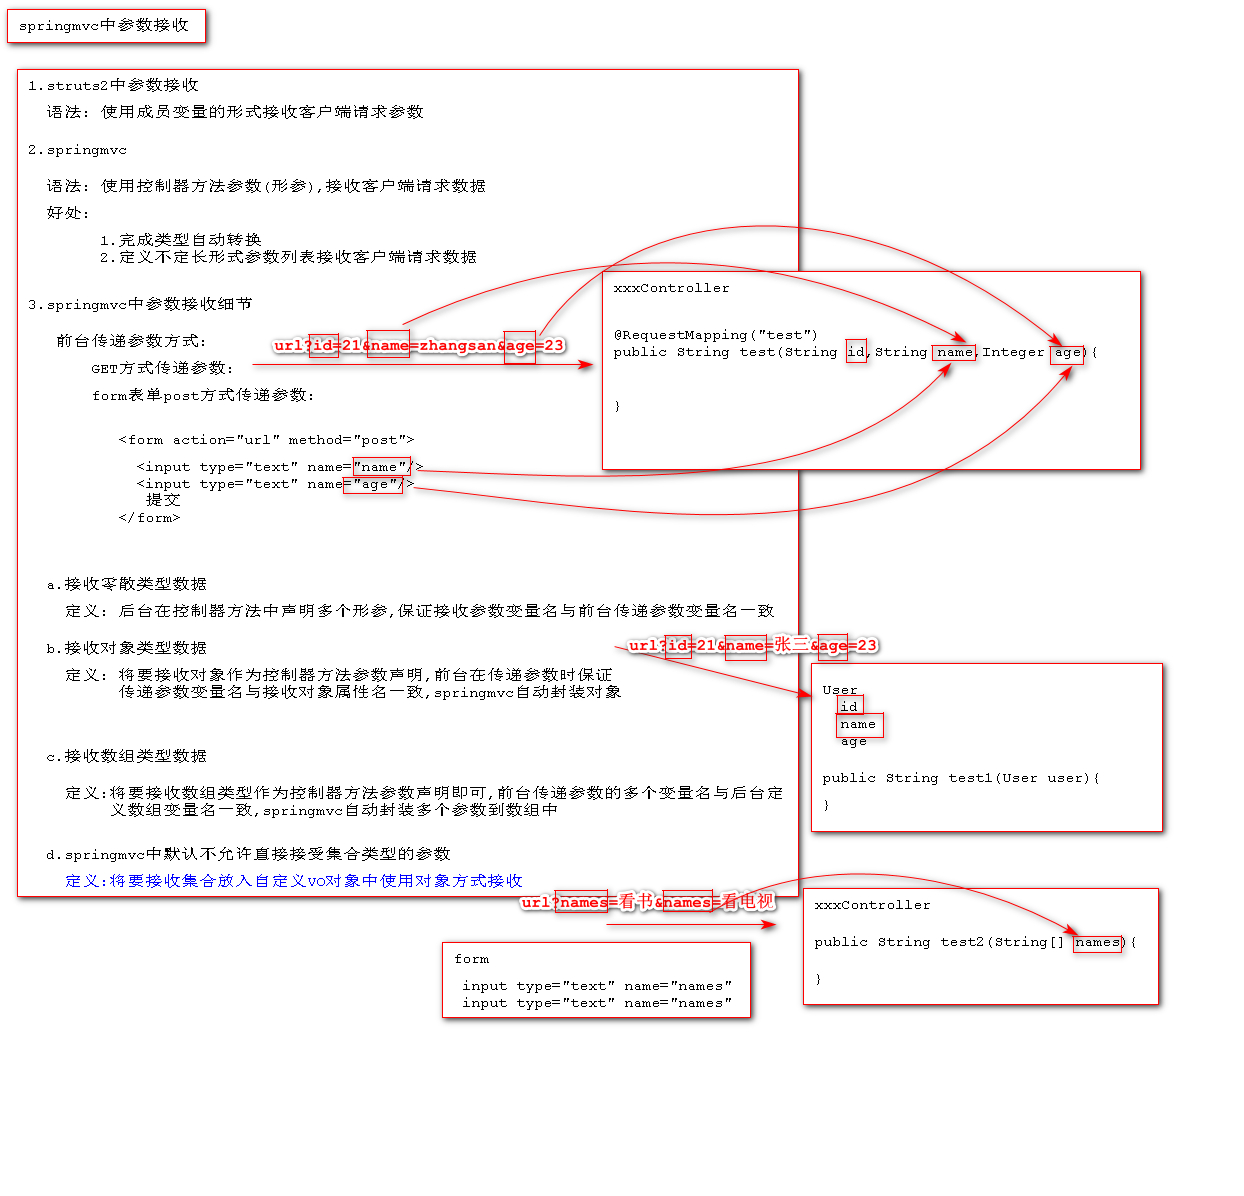 springmvc中参数接收
1.struts2中参数接收
语法: 使用成员变量的形式接收客户端请求参数
2.springmvc
语法: 使用控制器方法参数(形参),接收客户端请求数据
好处:
1.完成类型自动转换
2.定义不定长形式参数列表接收客户端请求数据
3.springmvc中参数接收细节
前台传递参数方式:
url?id=21&name=zhangsan&age=23
GET方式传递参数:
form表单post方式传递参数:
<form action="url" method="post">
<input type="text" name="name"/>
<input type="text" name="age"/>
提交
</form>
xxxController
@RequestMapping("test")
public String test(String id,String name,Integer age){
}
a.接收零散类型数据
定义: 后台在控制器方法中声明多个形参,保证接收参数变量名与前台传递参数变量名一致
b.接收对象类型数据
定义: 将要接收对象作为控制器方法参数声明,前台在传递参数时保证
传递参数变量名与接收对象属性名一致,springmvc自动封装对象
url?id=21&name=张三&age=23
User
id
name
age
public String test1(User user){
}
c.接收数组类型数据
定义:将要接收数组类型作为控制器方法参数声明即可,前台传递参数的多个变量名与后台定
义数组变量名一致,springmvc自动封装多个参数到数组中
d.springmvc中默认不允许直接接受集合类型的参数
定义:将要接收集合放入自定义vo对象中使用对象方式接收
url?names=看书&names=看电视
form
input type="text" name="names"
input type="text" name="names"
xxxController
public String test2(String[] names){
}